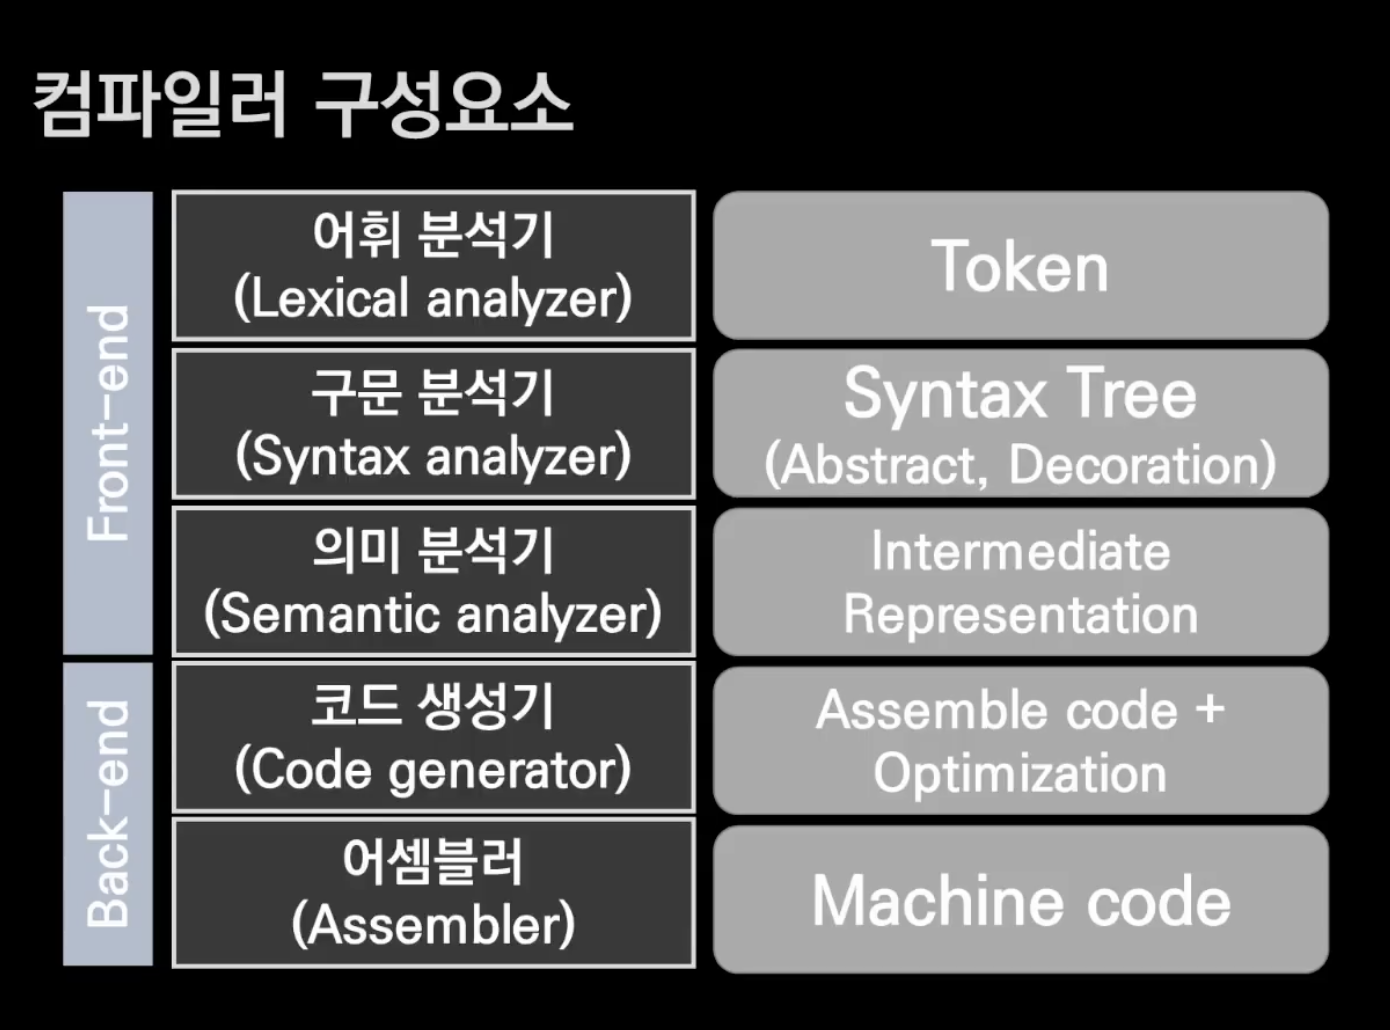 컴파일러 구성요소
Front-end
어휘 분석기
(Lexical analyzer)
Token
구문 분석기
(Syntax analyzer)
Syntax Tree
(Abstract, Decoration)
의미 분석기
(Semantic analyzer)
Intermediate
Representation
Back-end
코드 생성기
(Code generator)
Assemble code +
Optimization
어셈블러
(Assembler)
Machine code